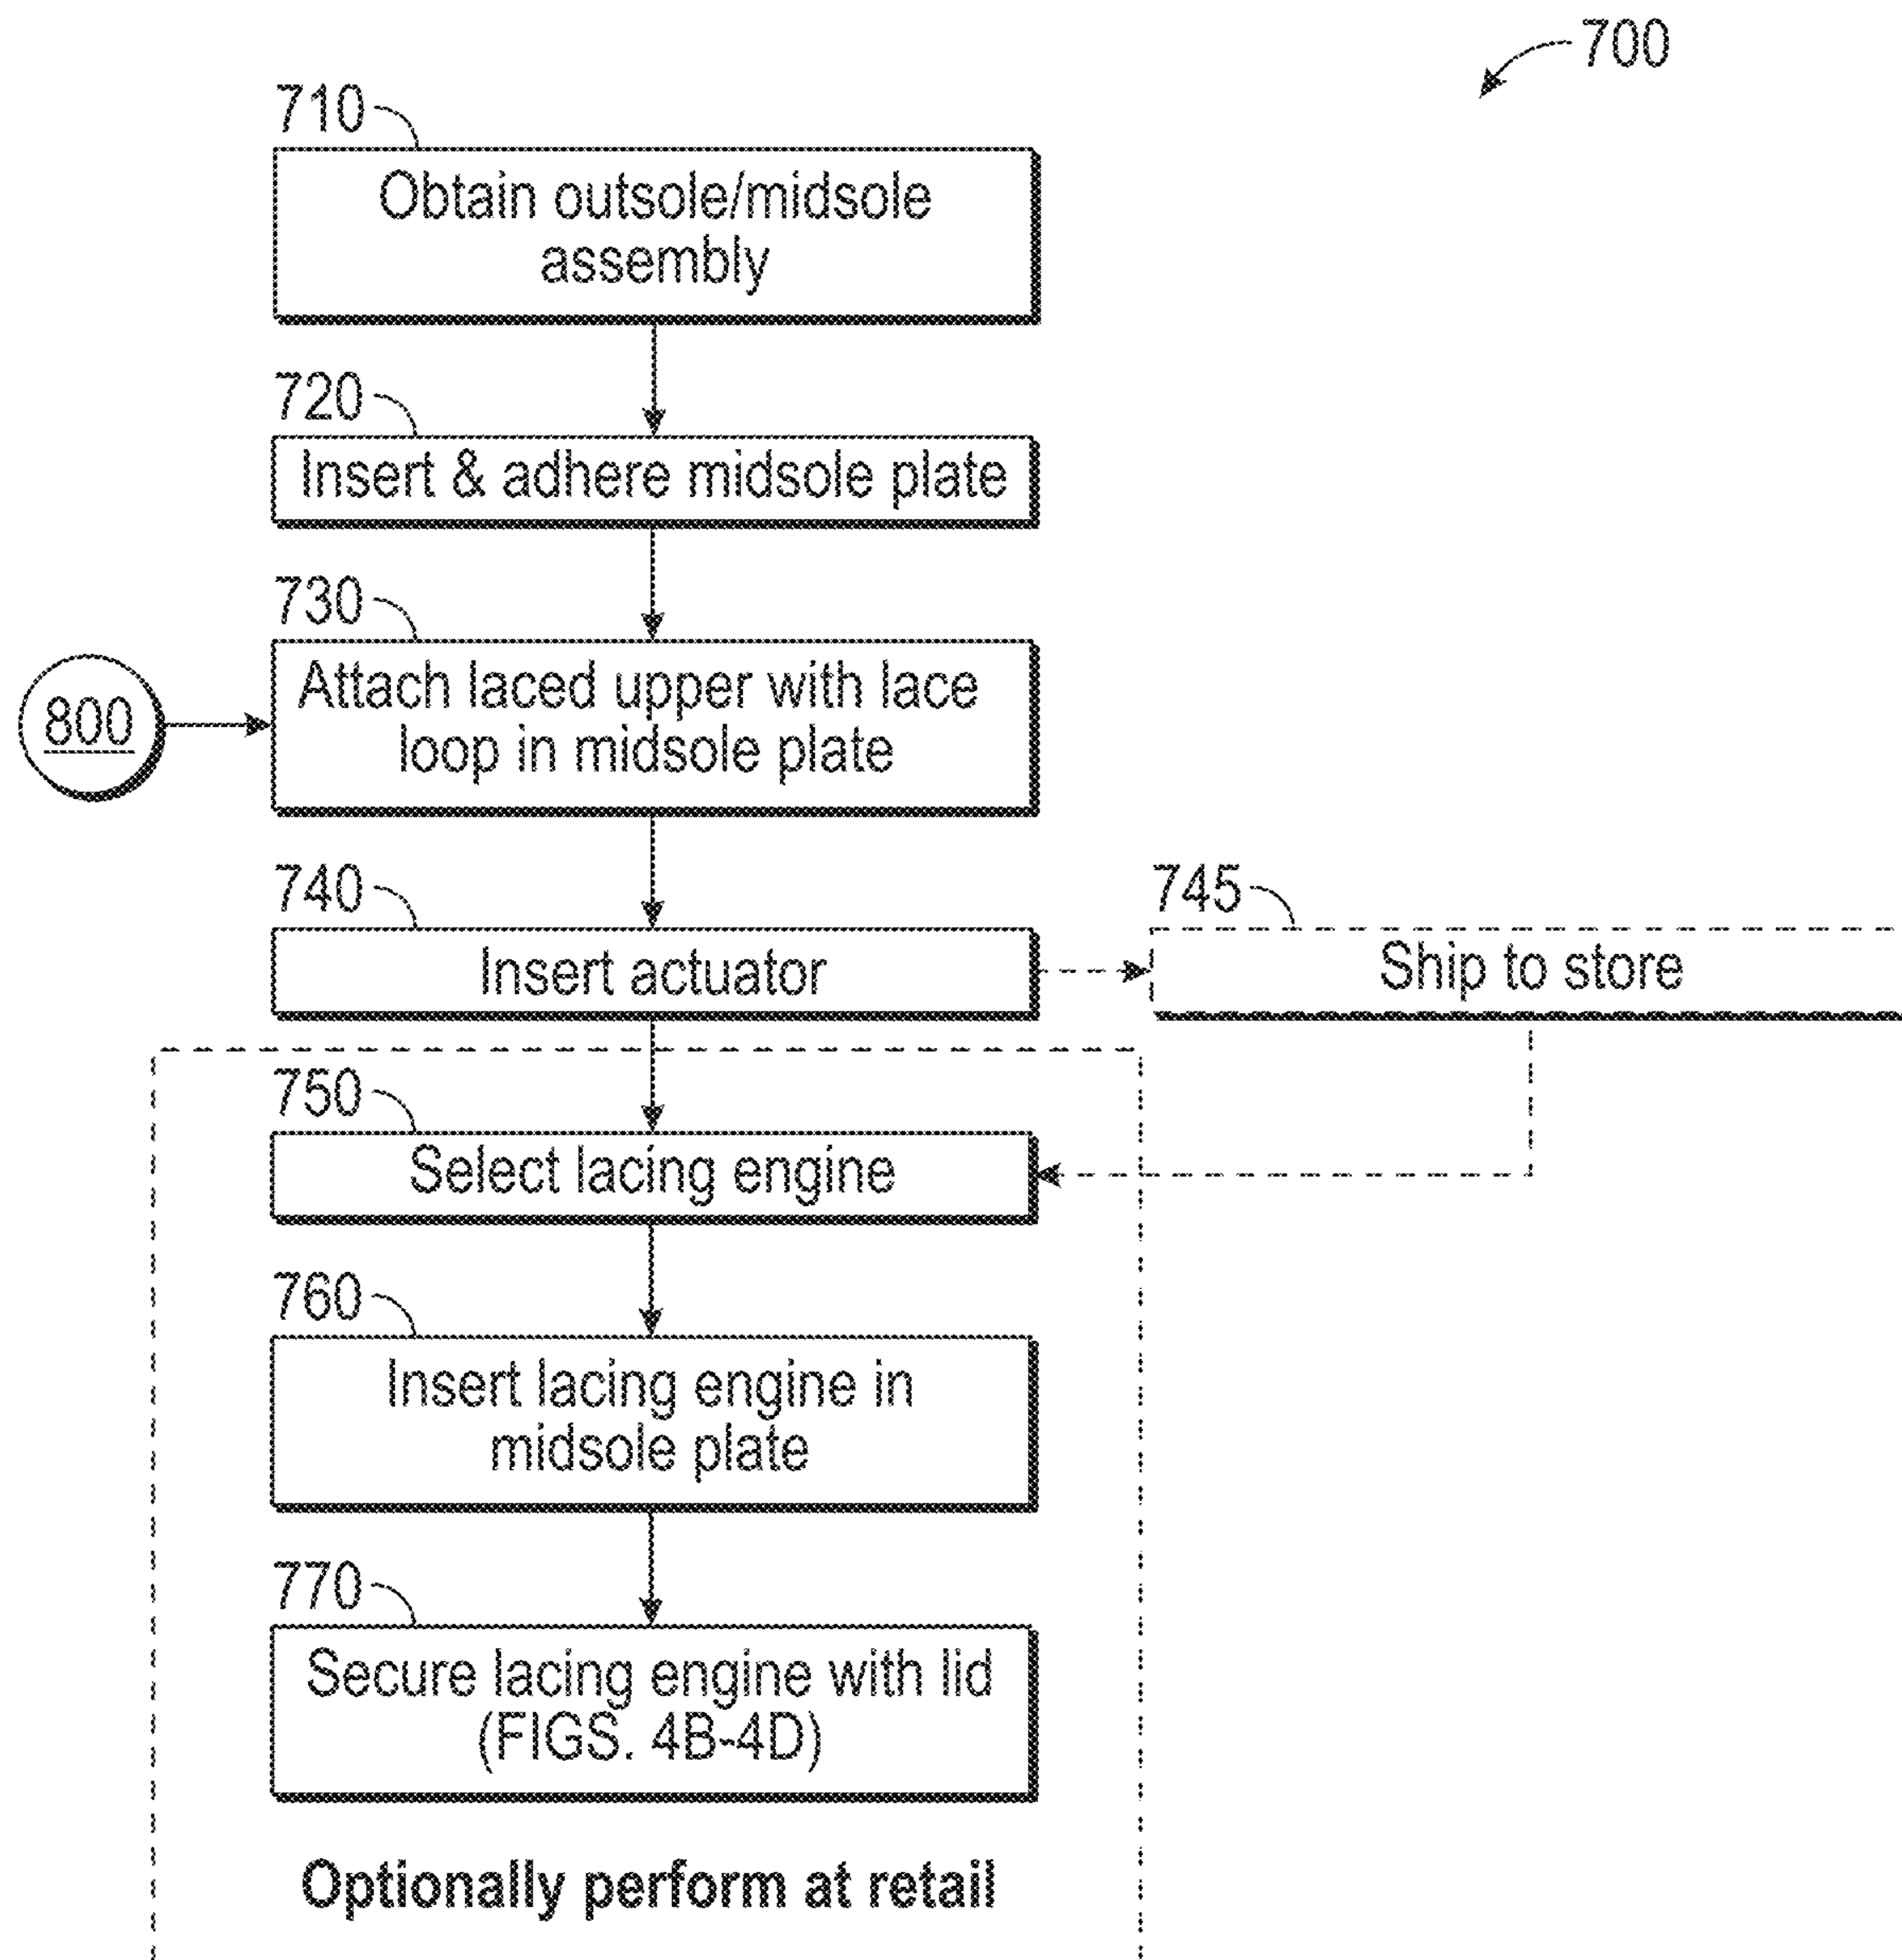 700
710
Obtain outsole/midsole
assembly
720
Insert & adhere midsole plate
730
800
Attach laced upper with lace
loop in midsole plate
740
Insert actuator
745
Ship to store
750
Select lacing engine
760
Insert lacing engine in
midsole plate
770
Secure lacing engine with lid
(FIGS. 4B-4D)
Optionally perform at retail